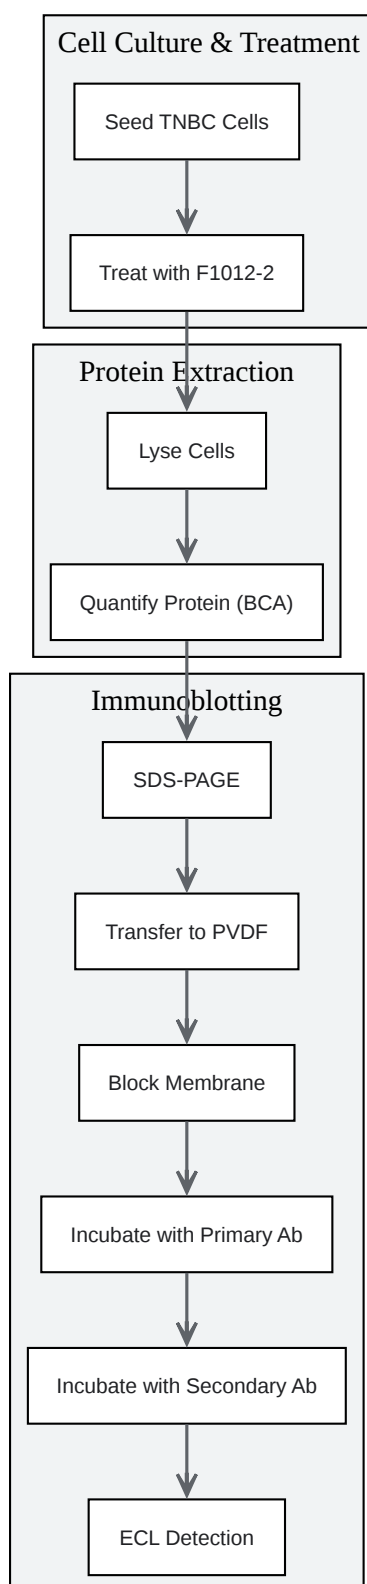 Cell Culture & Treatment
Seed TNBC Cells
Treat with F1012-2
Protein Extraction
Lyse Cells
Quantify Protein (BCA)
Immunoblotting
SDS-PAGE
Transfer to PVDF
Block Membrane
Incubate with Primary Ab
Incubate with Secondary Ab
ECL Detection